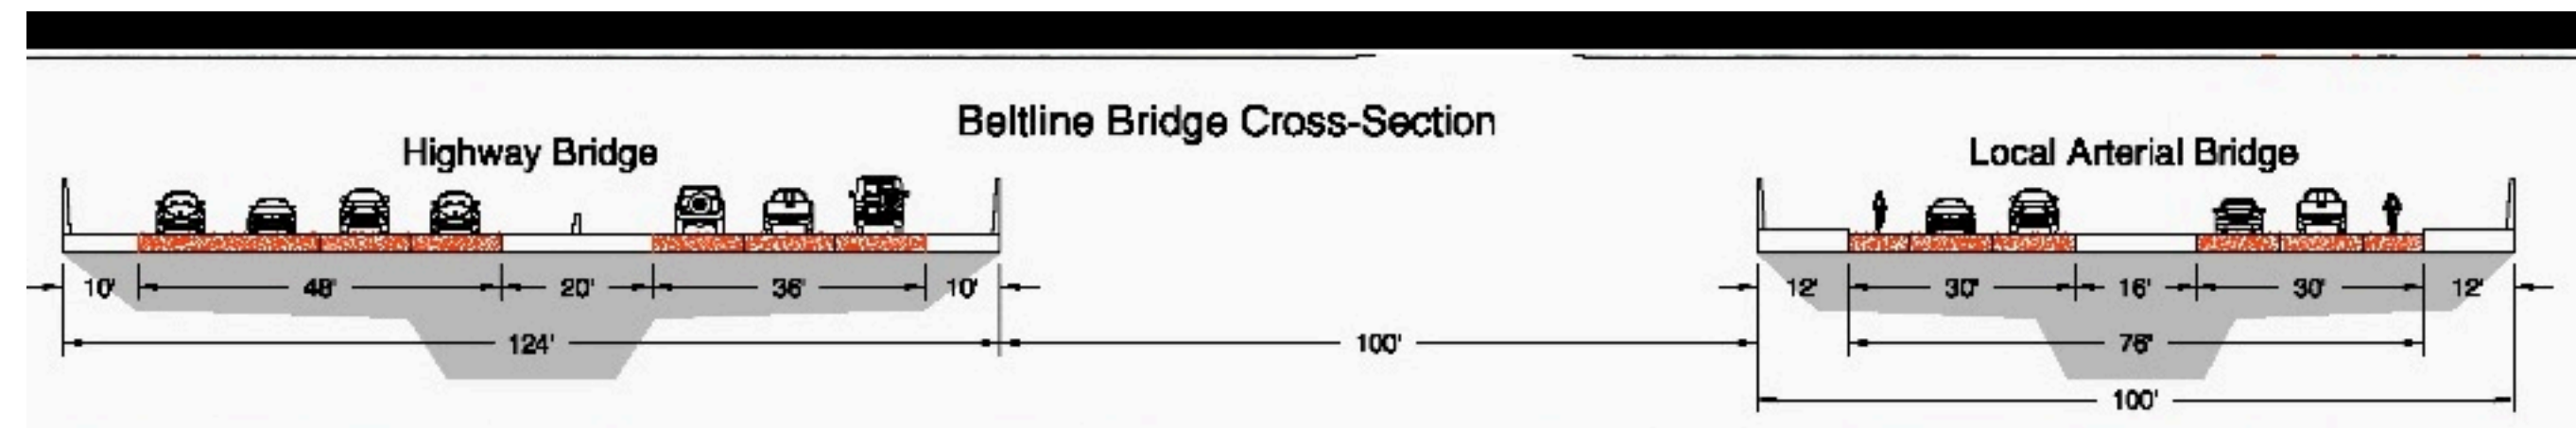 Beltline Bridge Cross-Section
Highway Bridge
Local Arterial Bridge
10' 48' 20' 36' 10'
12' 30' 16' 30' 12'
124' 100' 76'
100'